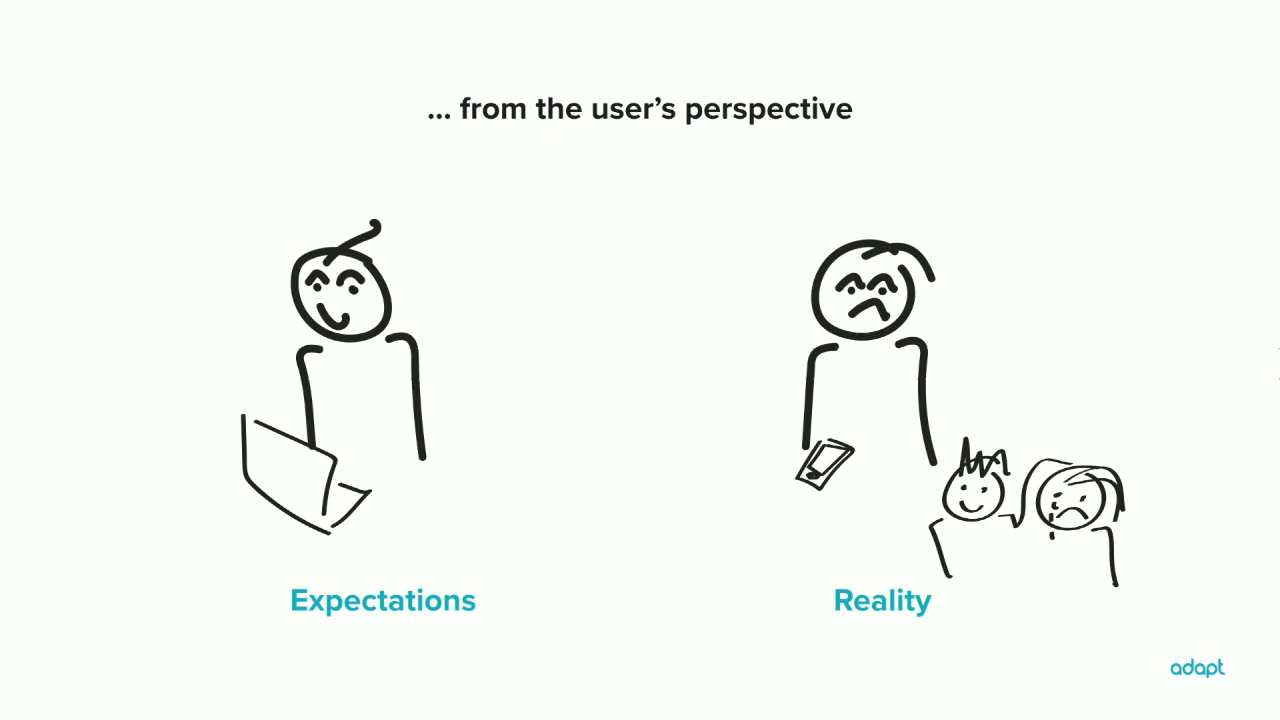 ... from the user's perspective
Expectations
Reality
adapt